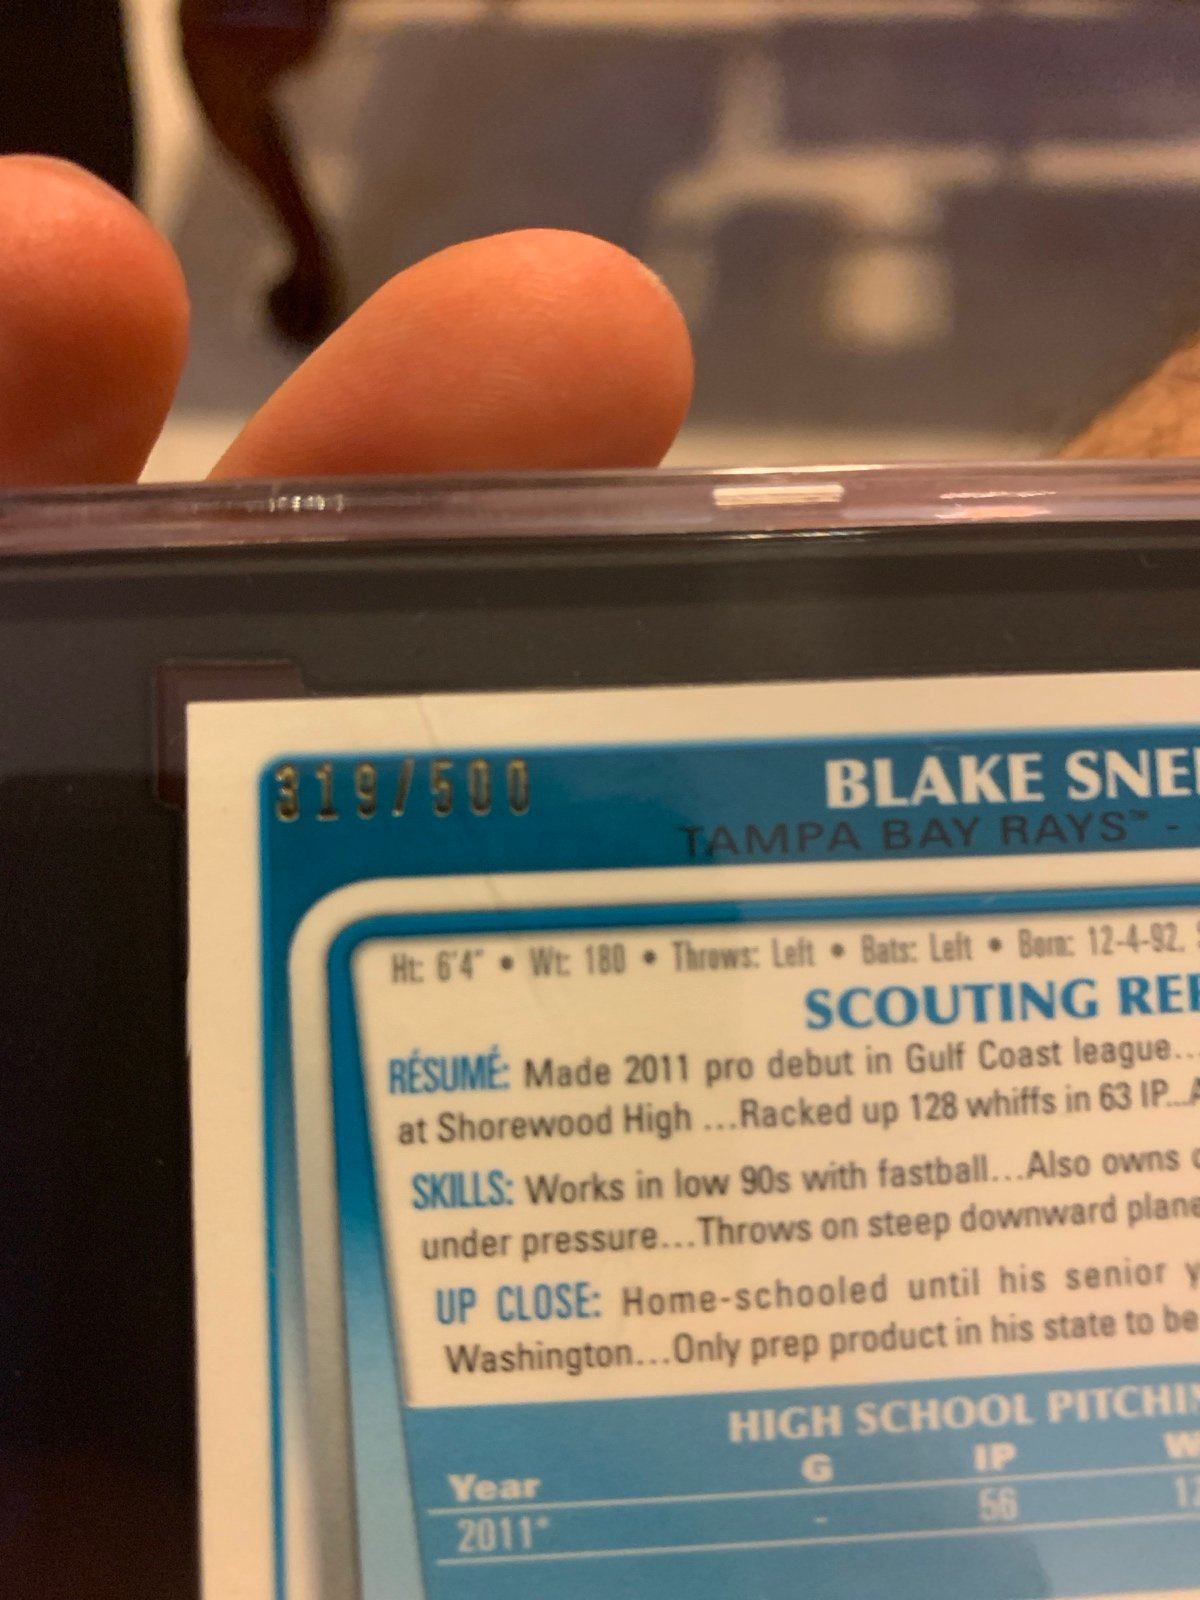 319/500
BLAKE SNE
TAMPA BAY RAYS™ -
Ht: 6'4" • Wt: 180 • Throws: Left • Bats: Left • Born: 12-4-92,
SCOUTING REP
RÉSUMÉ: Made 2011 pro debut in Gulf Coast league...
at Shorewood High ...Racked up 128 whiffs in 63 IP...A
SKILLS: Works in low 90s with fastball...Also owns
under pressure...Throws on steep downward plane
UP CLOSE: Home-schooled until his senior y
Washington...Only prep product in his state to be
HIGH SCHOOL PITCHIN
Year G IP W
2011* - 56 12